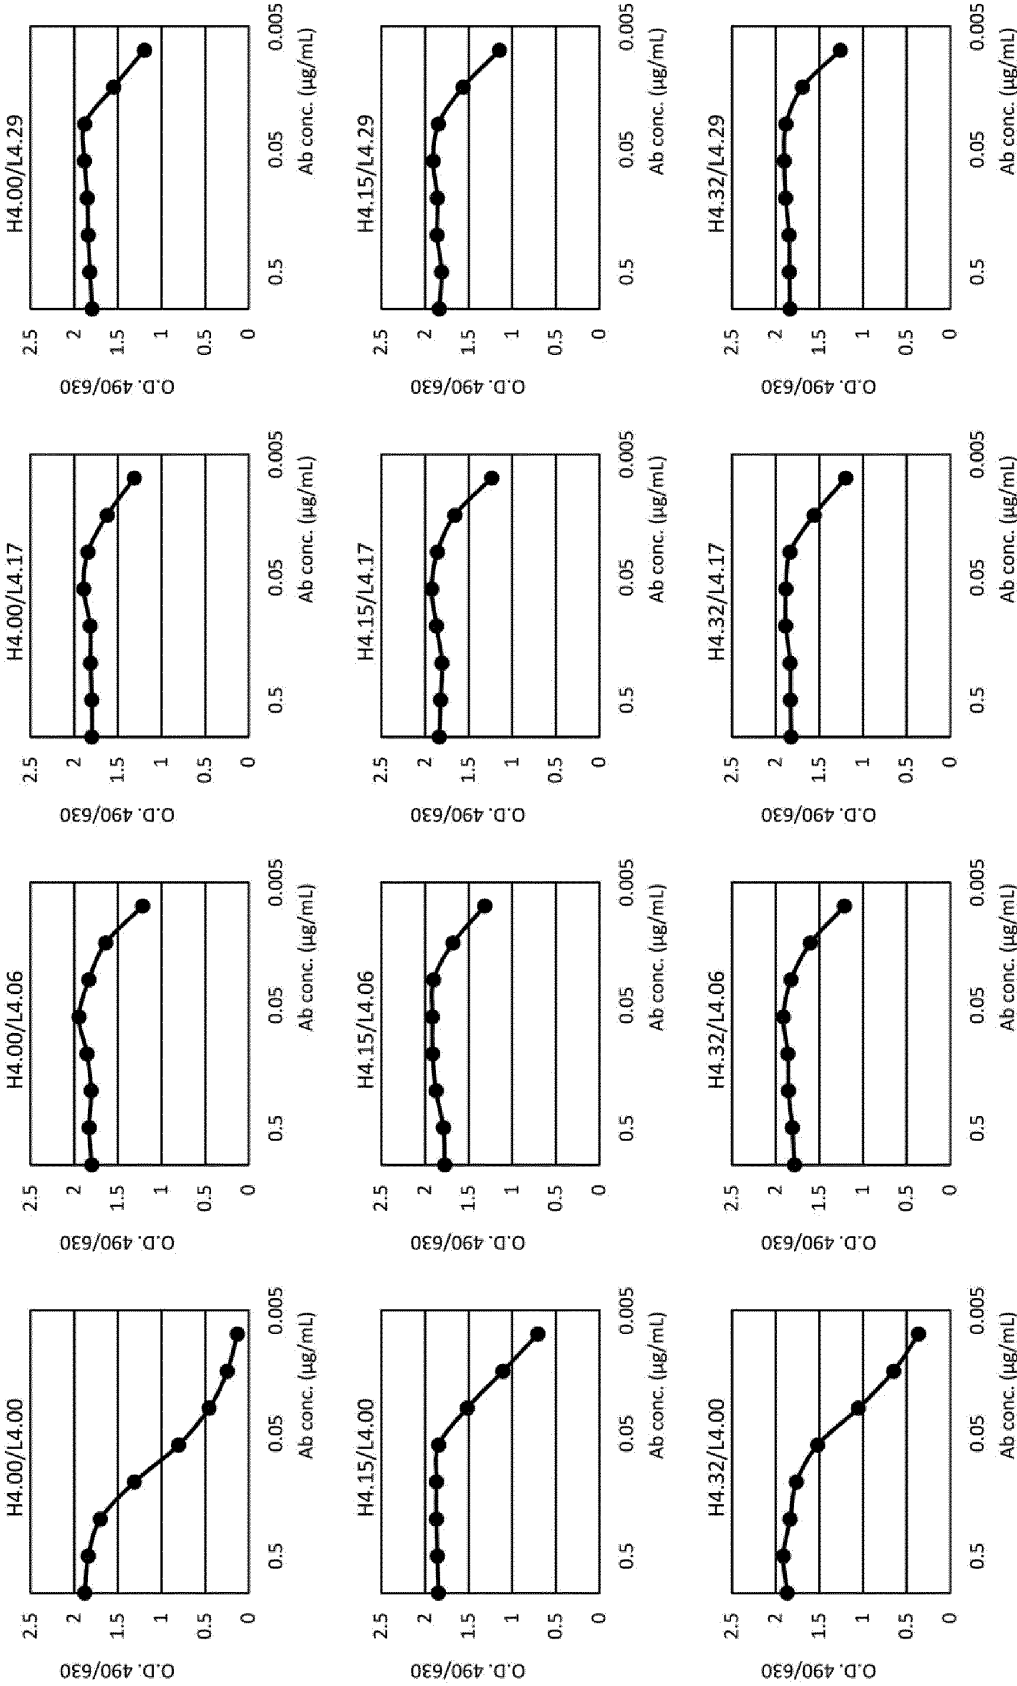 H4.00/L4.00
O.D. 490/630
2.5
2
1.5
1
0.5
0
0.5 0.05 0.005
Ab conc. (μg/mL)
H4.00/L4.06
O.D. 490/630
2.5
2
1.5
1
0.5
0
0.5 0.05 0.005
Ab conc. (μg/mL)
H4.00/L4.17
O.D. 490/630
2.5
2
1.5
1
0.5
0
0.5 0.05 0.005
Ab conc. (μg/mL)
H4.00/L4.29
O.D. 490/630
2.5
2
1.5
1
0.5
0
0.5 0.05 0.005
Ab conc. (μg/mL)
H4.15/L4.00
O.D. 490/630
2.5
2
1.5
1
0.5
0
0.5 0.05 0.005
Ab conc. (μg/mL)
H4.15/L4.06
O.D. 490/630
2.5
2
1.5
1
0.5
0
0.5 0.05 0.005
Ab conc. (μg/mL)
H4.15/L4.17
O.D. 490/630
2.5
2
1.5
1
0.5
0
0.5 0.05 0.005
Ab conc. (μg/mL)
H4.15/L4.29
O.D. 490/630
2.5
2
1.5
1
0.5
0
0.5 0.05 0.005
Ab conc. (μg/mL)
H4.32/L4.00
O.D. 490/630
2.5
2
1.5
1
0.5
0
0.5 0.05 0.005
Ab conc. (μg/mL)
H4.32/L4.06
O.D. 490/630
2.5
2
1.5
1
0.5
0
0.5 0.05 0.005
Ab conc. (μg/mL)
H4.32/L4.17
O.D. 490/630
2.5
2
1.5
1
0.5
0
0.5 0.05 0.005
Ab conc. (μg/mL)
H4.32/L4.29
O.D. 490/630
2.5
2
1.5
1
0.5
0
0.5 0.05 0.005
Ab conc. (μg/mL)